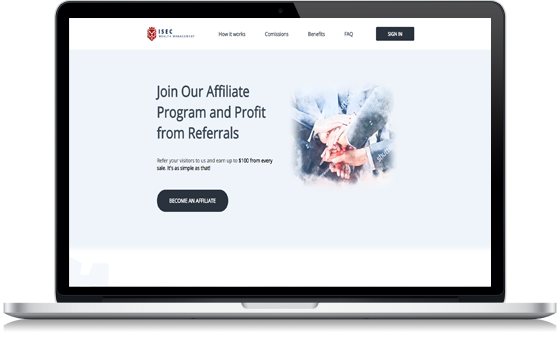 ISEC
WEALTH MANAGEMENT
How it works
Comissions
Benefits
FAQ
SIGN IN
Join Our Affiliate
Program and Profit
from Referrals
Refer your visitors to us and earn up to $100 from every
sale. It's as simple as that!
BECOME AN AFFILIATE